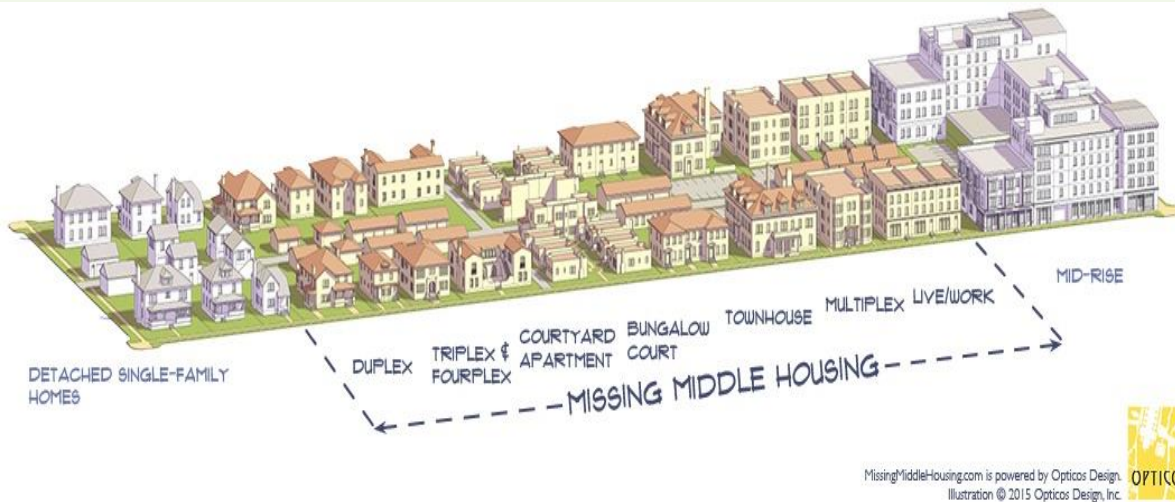 DETACHED SINGLE-FAMILY
HOMES
DUPLEX
TRIPLEX &
FOURPLEX
COURTYARD
APARTMENT
BUNGALOW
COURT
TOWNHOUSE
MULTIPLEX
LIVE/WORK
MID-RISE
MISSING MIDDLE HOUSING
MissingMiddleHousing.com is powered by Opticos Design.
Illustration © 2015 Opticos Design, Inc.
OPTICO